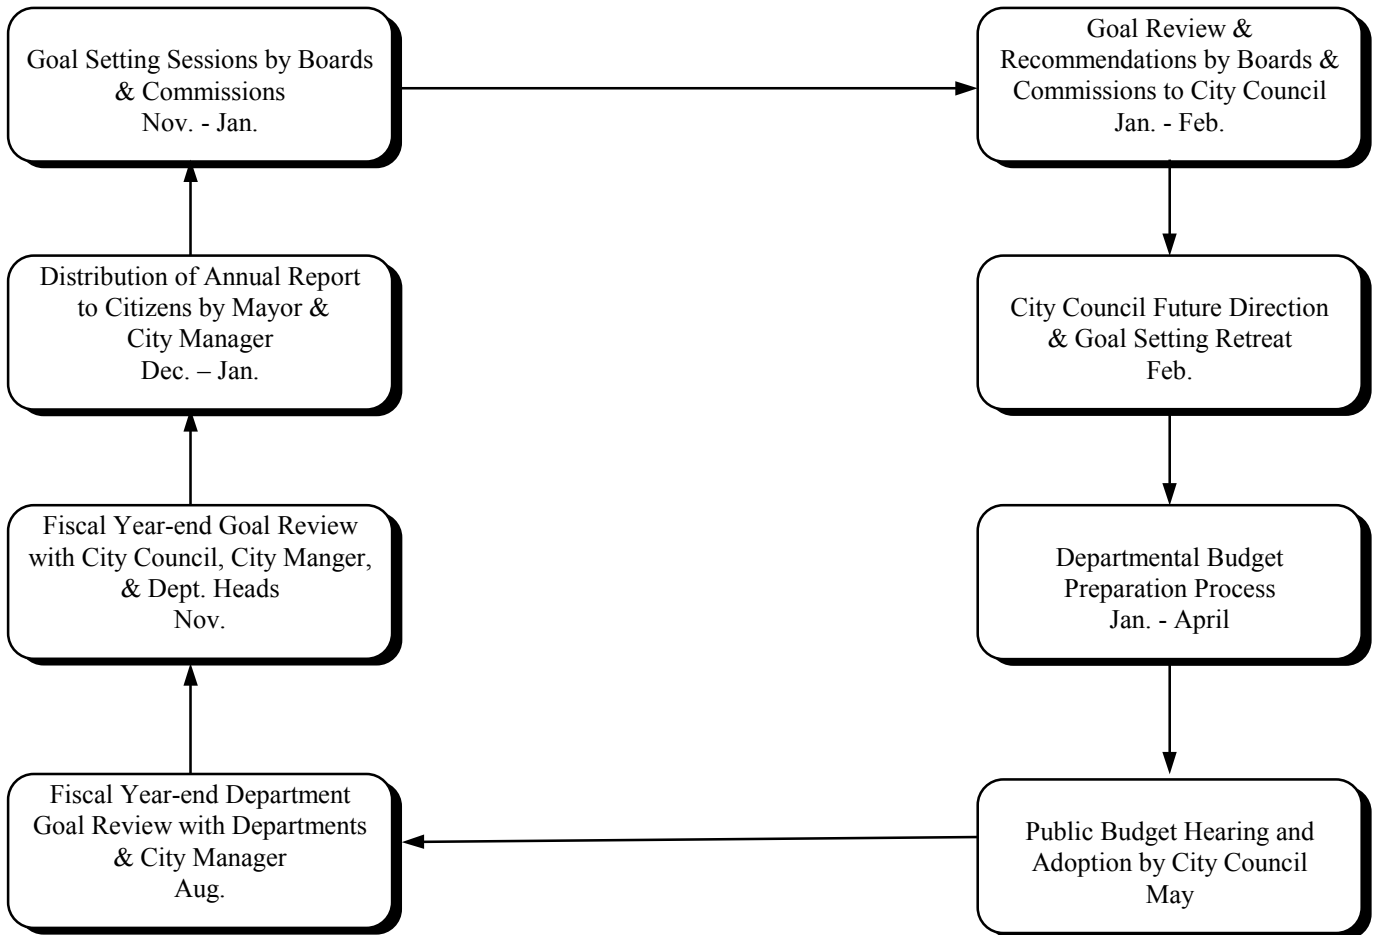 Goal Setting Sessions by Boards
& Commissions
Nov. - Jan.
Goal Review &
Recommendations by Boards &
Commissions to City Council
Jan. - Feb.
Distribution of Annual Report
to Citizens by Mayor &
City Manager
Dec. – Jan.
City Council Future Direction
& Goal Setting Retreat
Feb.
Fiscal Year-end Goal Review
with City Council, City Manger,
& Dept. Heads
Nov.
Departmental Budget
Preparation Process
Jan. - April
Fiscal Year-end Department
Goal Review with Departments
& City Manager
Aug.
Public Budget Hearing and
Adoption by City Council
May